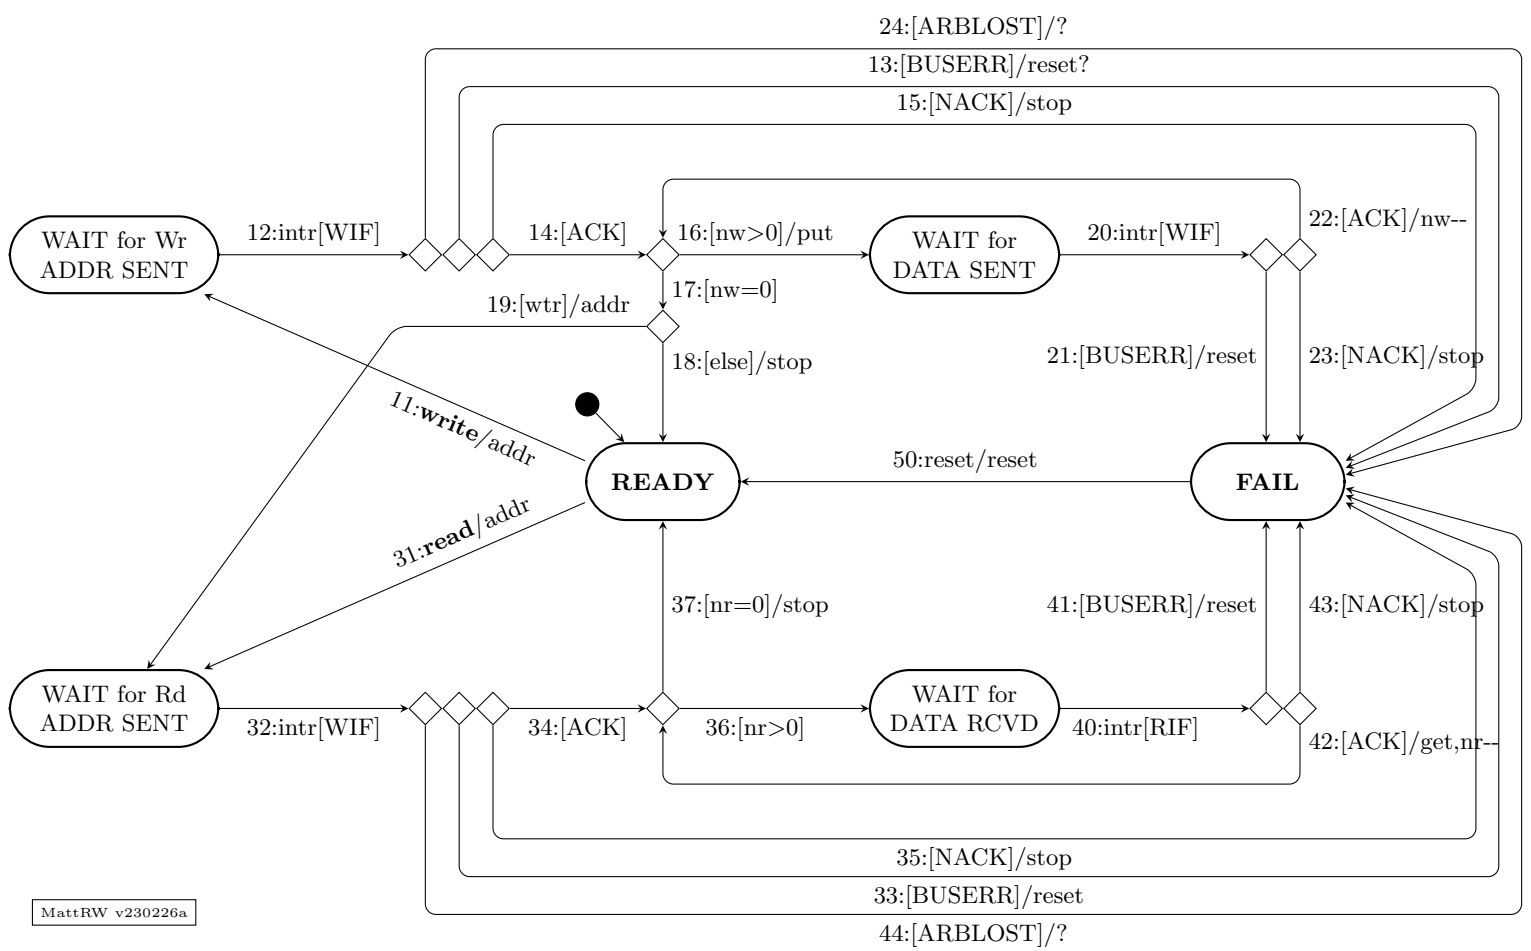 24:[ARBLOST]/?
13:[BUSERR]/reset?
15:[NACK]/stop
WAIT for Wr
ADDR SENT
12:intr[WIF]
14:[ACK]
16:[nw>0]/put
WAIT for
DATA SENT
20:intr[WIF]
22:[ACK]/nw--
17:[nw=0]
19:[wtr]/addr
18:[else]/stop
21:[BUSERR]/reset
23:[NACK]/stop
11:write/addr
READY
50:reset/reset
FAIL
31:read/addr
37:[nr=0]/stop
41:[BUSERR]/reset
43:[NACK]/stop
WAIT for Rd
ADDR SENT
32:intr[WIF]
34:[ACK]
36:[nr>0]
WAIT for
DATA RCVD
40:intr[RIF]
42:[ACK]/get,nr--
35:[NACK]/stop
33:[BUSERR]/reset
44:[ARBLOST]/?
MattRW v230226a